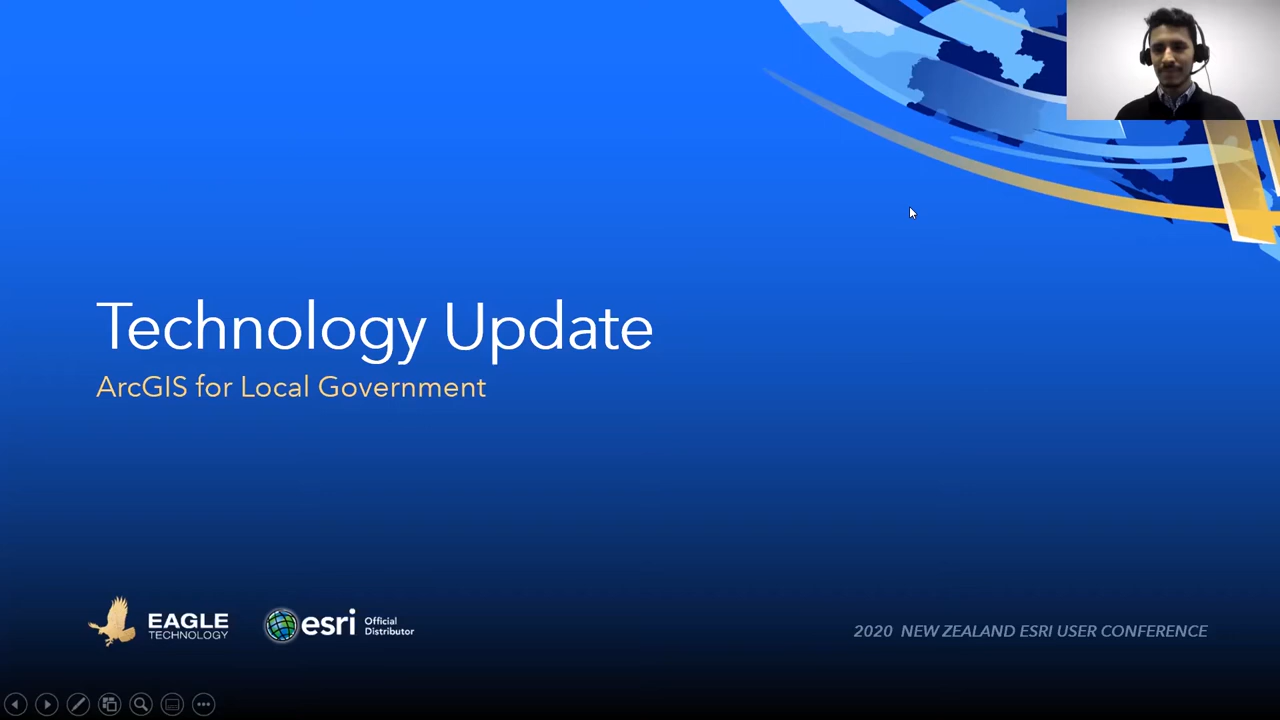 Technology Update
ArcGIS for Local Government
EAGLE
TECHNOLOGY
esri
Official
Distributor
2020 NEW ZEALAND ESRI USER CONFERENCE